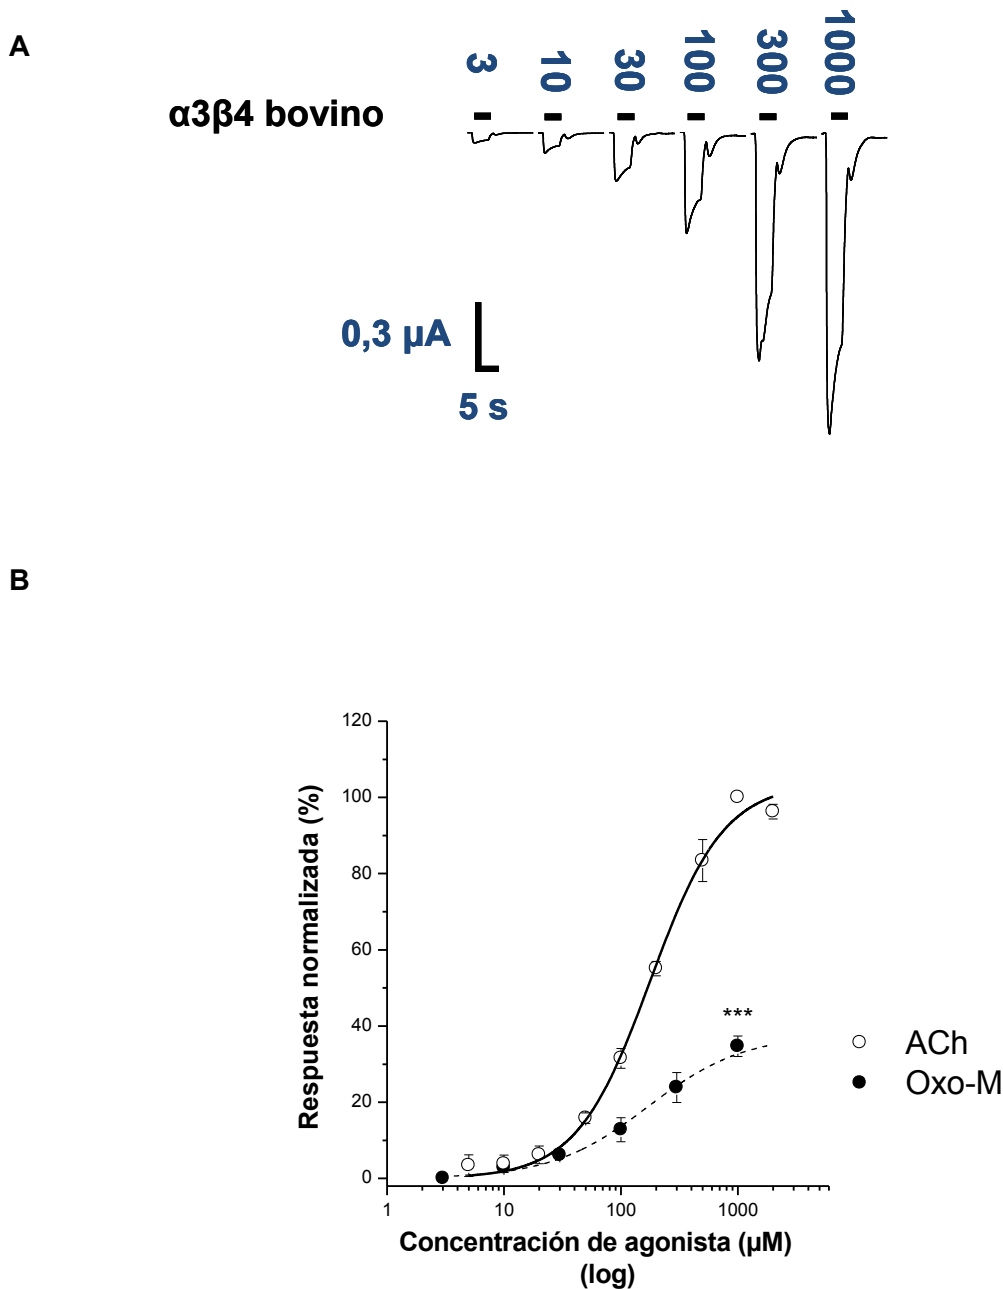 A
3 10 30 100 300 1000
α3β4 bovino
0,3 µA
5 s
B
120
100
80
60
40
20
0
Respuesta normalizada (%)
***
ACh
Oxo-M
1 10 100 1000
Concentración de agonista (µM)
(log)